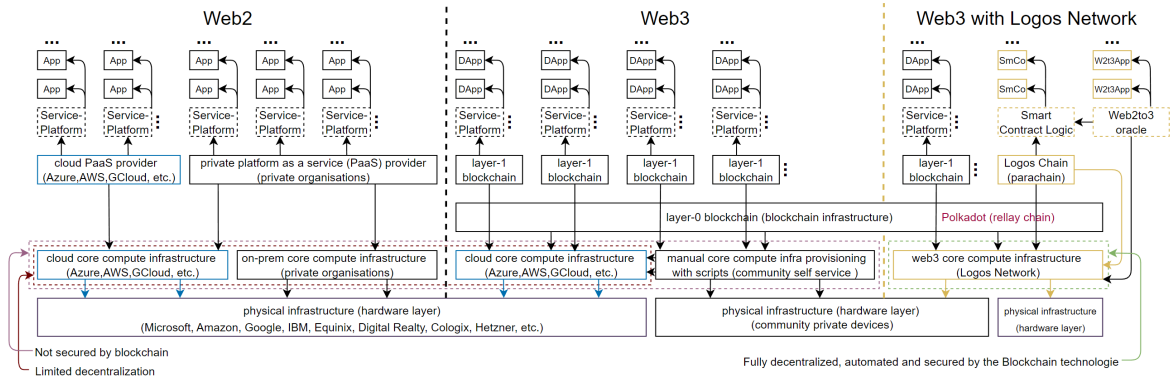 Web2
Web3
Web3 with Logos Network
... ... ... ... ... ... ... ... ... ... ... ...
App App App App App DApp DApp DApp DApp DApp SmCo W2t3App
App App App App App DApp DApp DApp DApp DApp SmCo W2t3App
Service-
Platform
Service-
Platform
Service-
Platform
Service-
Platform
Service-
Platform
Service-
Platform
Service-
Platform
Service-
Platform
Service-
Platform
Service-
Platform
Smart
Contract Logic
Web2to3
oracle
cloud PaaS provider
(Azure,AWS,GCloud, etc.)
private platform as a service (PaaS) provider
(private organisations)
layer-1
blockchain
layer-1
blockchain
layer-1
blockchain
layer-1
blockchain
layer-1
blockchain
Logos Chain
(parachain)
layer-0 blockchain (blockchain infrastructure)
Polkadot (rellay chain)
cloud core compute infrastructure
(Azure,AWS,GCloud, etc.)
on-prem core compute infrastructure
(private organisations)
cloud core compute infrastructure
(Azure,AWS,GCloud, etc.)
manual core compute infra provisioning
with scripts (community self service )
web3 core compute infrastructure
(Logos Network)
physical infrastructure (hardware layer)
(Microsoft, Amazon, Google, IBM, Equinix, Digital Realty, Cologix, Hetzner, etc.)
physical infrastructure (hardware layer)
(community private devices)
physical infrastructure
(hardware layer)
Not secured by blockchain
Limited decentralization
Fully decentralized, automated and secured by the Blockchain technologie